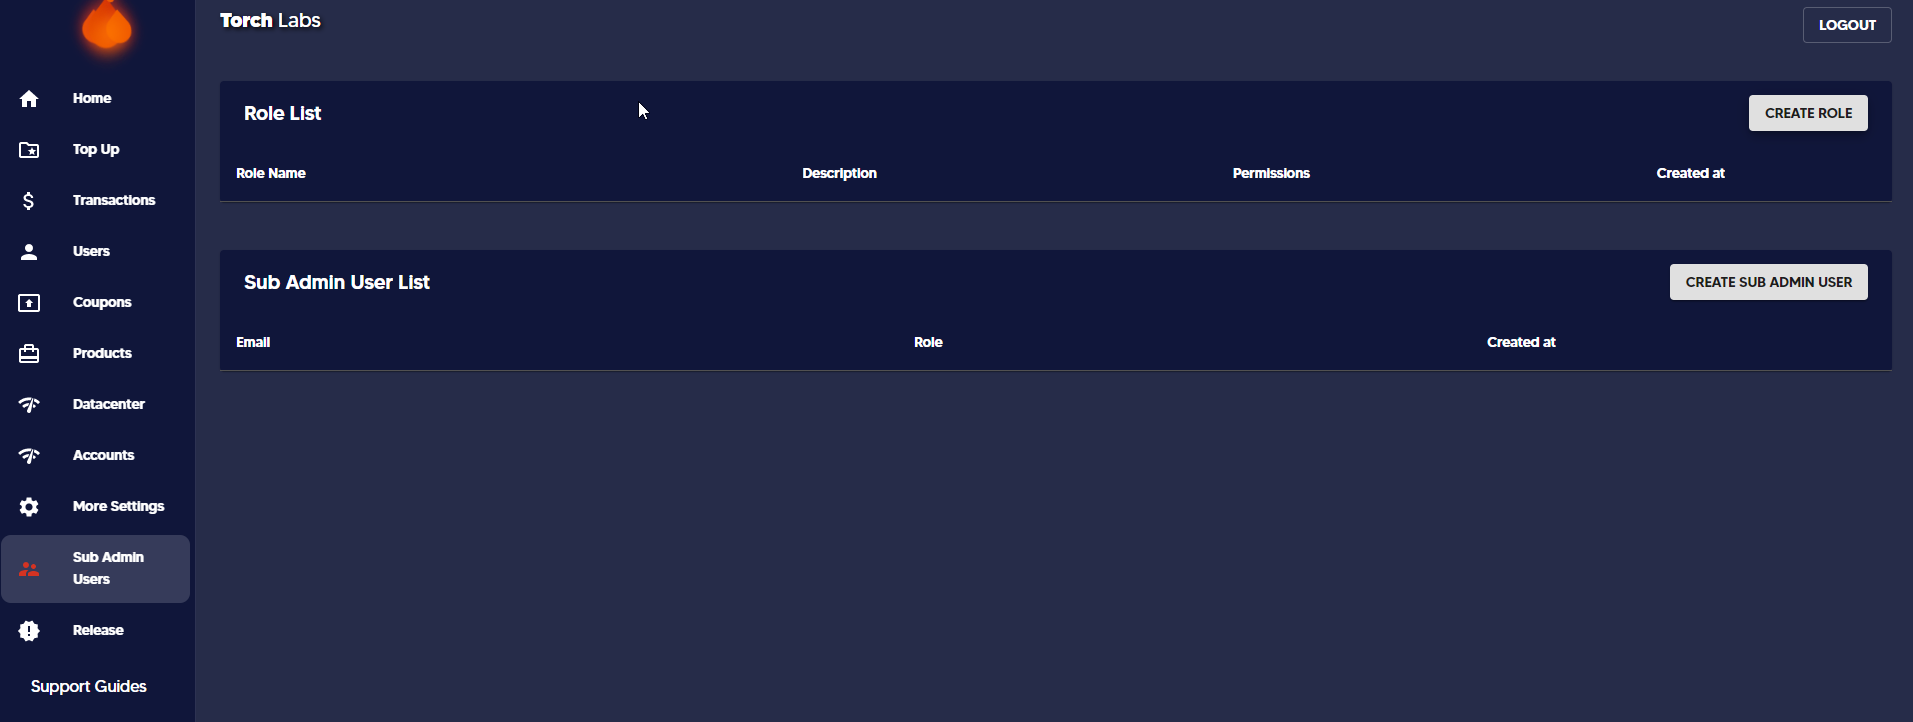 Torch Labs
LOGOUT
Home
Top Up
Transactions
Users
Coupons
Products
Datacenter
Accounts
More Settings
Sub Admin
Users
Release
Support Guides
Role List
CREATE ROLE
Role Name Description Permissions Created at
Sub Admin User List
CREATE SUB ADMIN USER
Email Role Created at